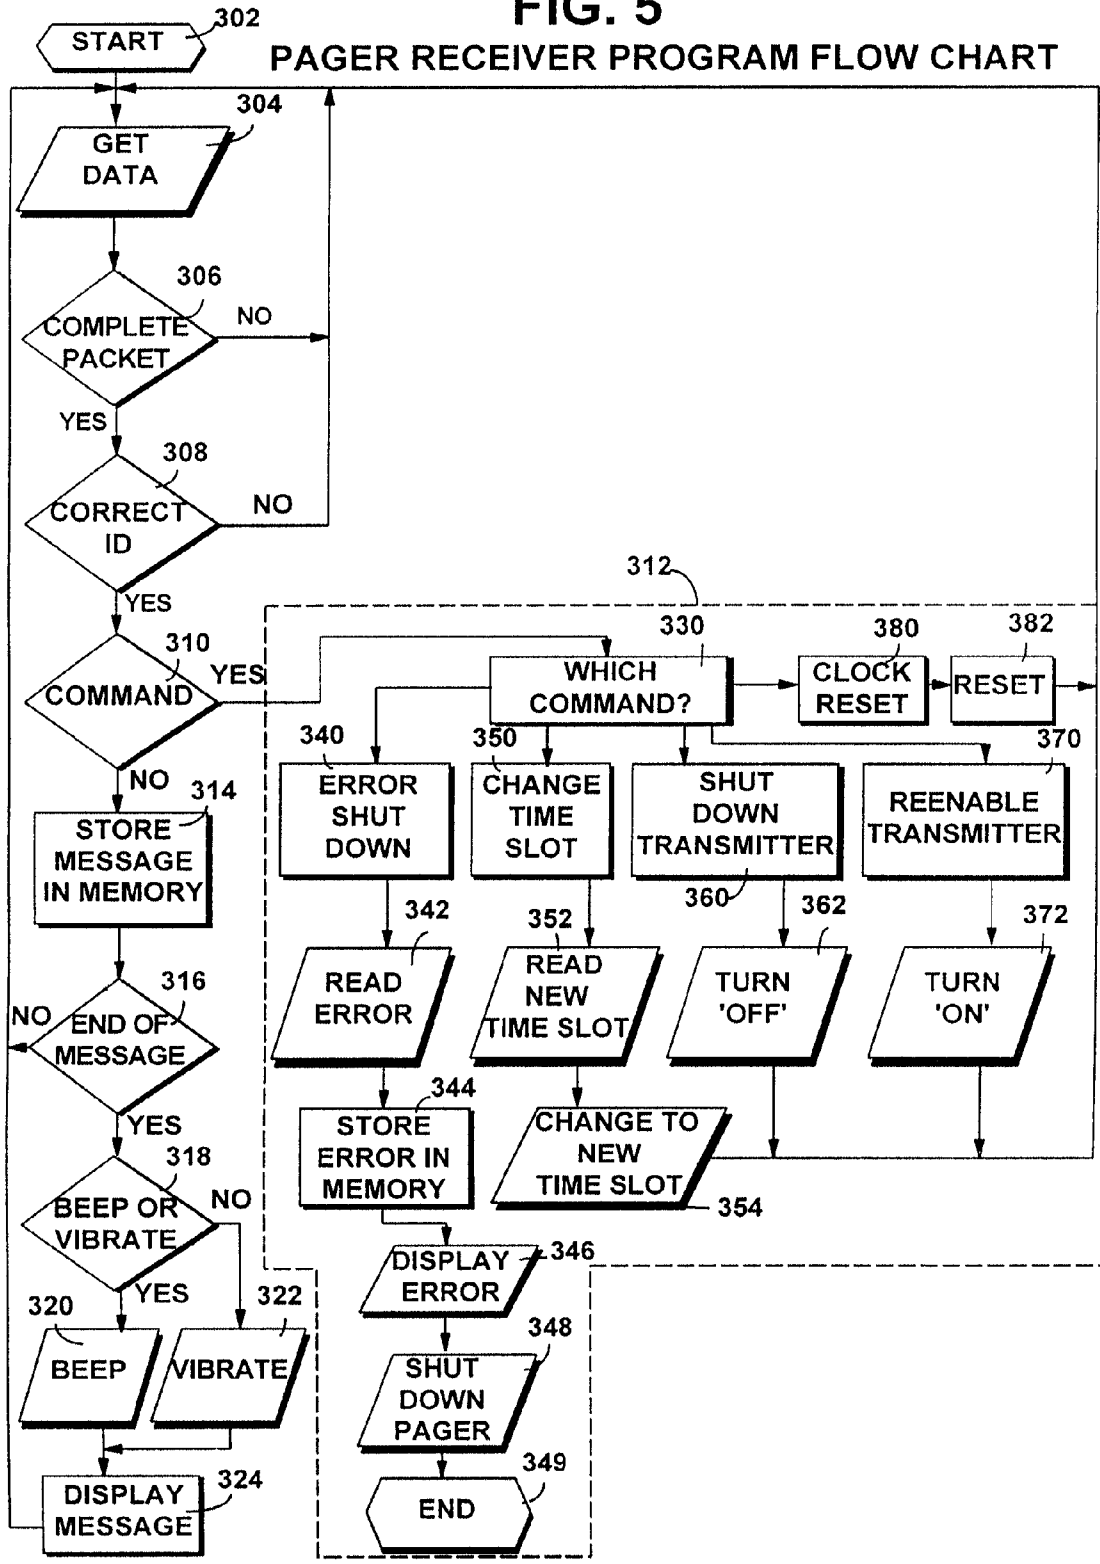 FIG. 5
PAGER RECEIVER PROGRAM FLOW CHART
START
302
GET
DATA
304
COMPLETE
PACKET
306
NO
YES
CORRECT
ID
308
NO
YES
COMMAND
310
YES
NO
STORE
MESSAGE
IN MEMORY
314
END OF
MESSAGE
316
NO
YES
BEEP OR
VIBRATE
318
NO
YES
BEEP
320
VIBRATE
322
DISPLAY
MESSAGE
324
312
WHICH
COMMAND?
330
CLOCK
RESET
380
RESET
382
ERROR
SHUT
DOWN
340
CHANGE
TIME
SLOT
350
SHUT
DOWN
TRANSMITTER
360
REENABLE
TRANSMITTER
370
READ
ERROR
342
READ
NEW
TIME SLOT
352
TURN
'OFF'
362
TURN
'ON'
372
STORE
ERROR IN
MEMORY
344
CHANGE TO
NEW
TIME SLOT
354
DISPLAY
ERROR
346
SHUT
DOWN
PAGER
348
END
349